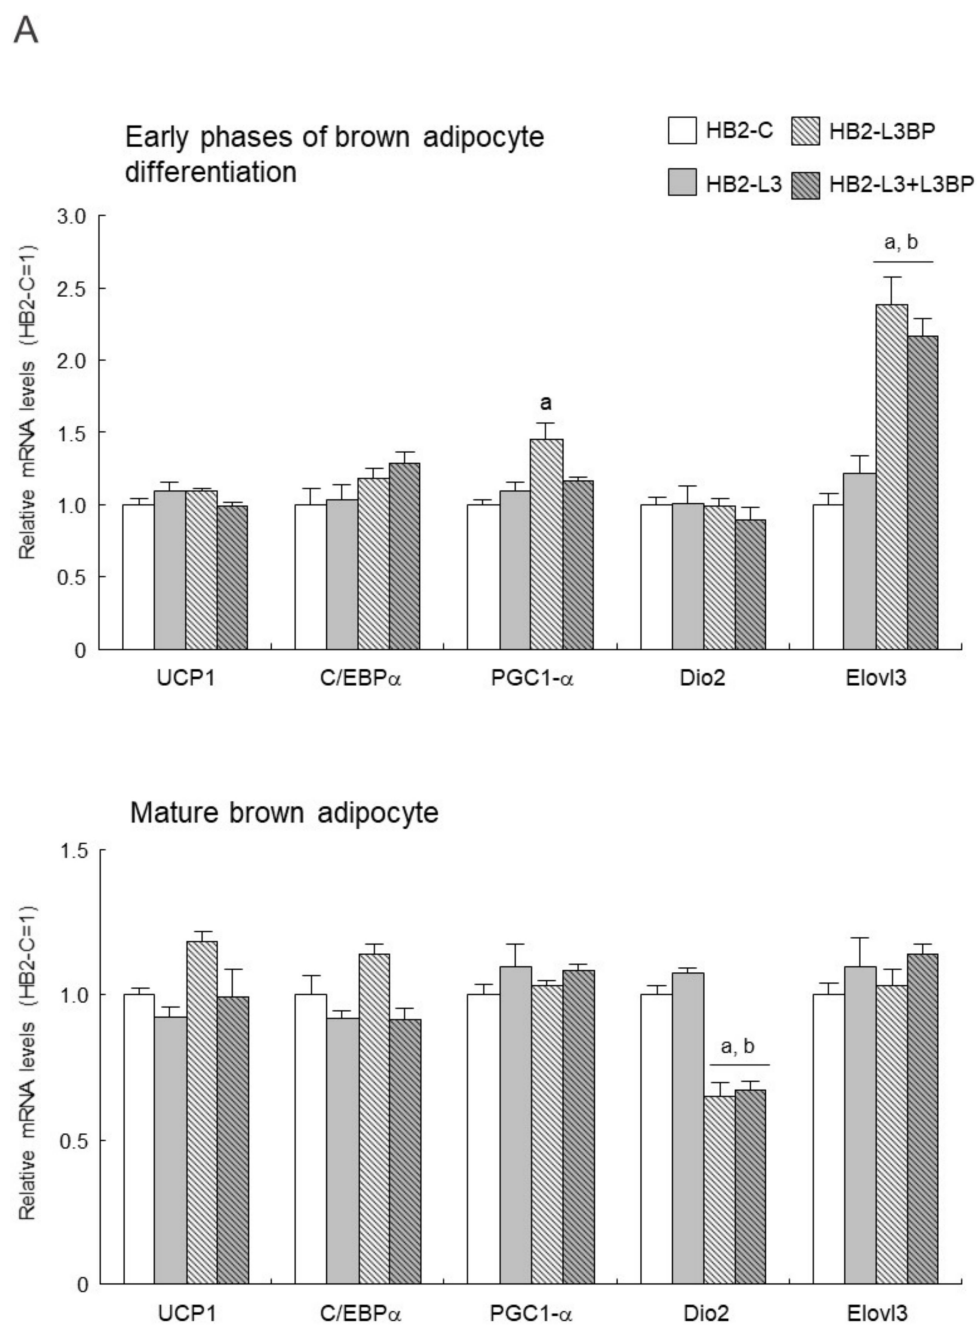 A
Early phases of brown adipocyte
differentiation
HB2-C
HB2-L3BP
HB2-L3
HB2-L3+L3BP
Relative mRNA levels (HB2-C=1)
3.0
2.5
2.0
1.5
1.0
0.5
0
a
a, b
UCP1
C/EBPα
PGC1-α
Dio2
Elovl3
Mature brown adipocyte
Relative mRNA levels (HB2-C=1)
1.5
1.0
0.5
0
a, b
UCP1
C/EBPα
PGC1-α
Dio2
Elovl3